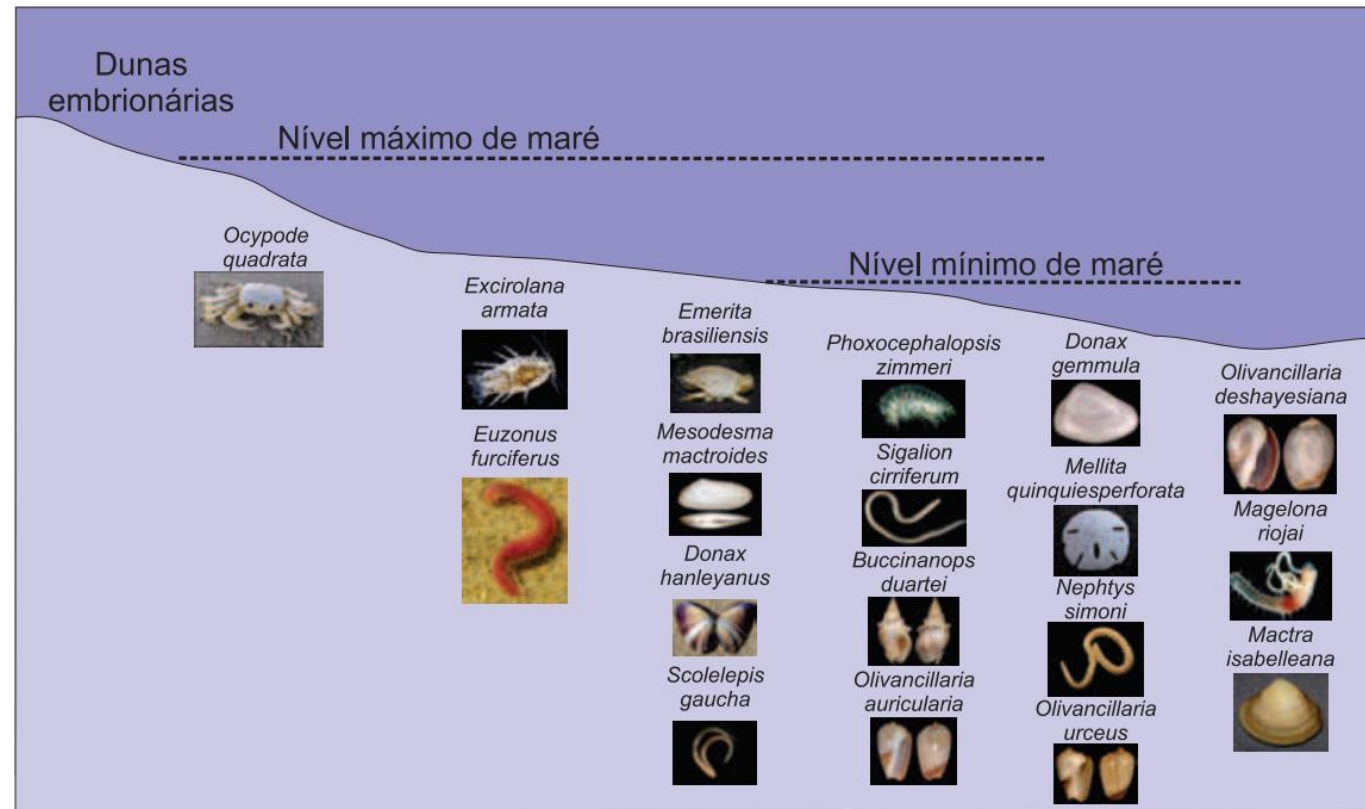 Dunas
embrionárias
Nível máximo de maré
Nível mínimo de maré
Ocypode
quadrata
Excirolana
armata
Euzonus
furciferus
Emerita
brasiliensis
Mesodesma
mactroides
Donax
hanleyanus
Scolelepis
gaucha
Phoxocephalopsis
zimmeri
Sigalion
cirriferum
Buccinanops
duartei
Olivancillaria
auricularia
Donax
gemmula
Mellita
quinquiesperforata
Nephtys
simoni
Olivancillaria
urceus
Olivancillaria
deshayesiana
Magelona
riojai
Mactra
isabelleana